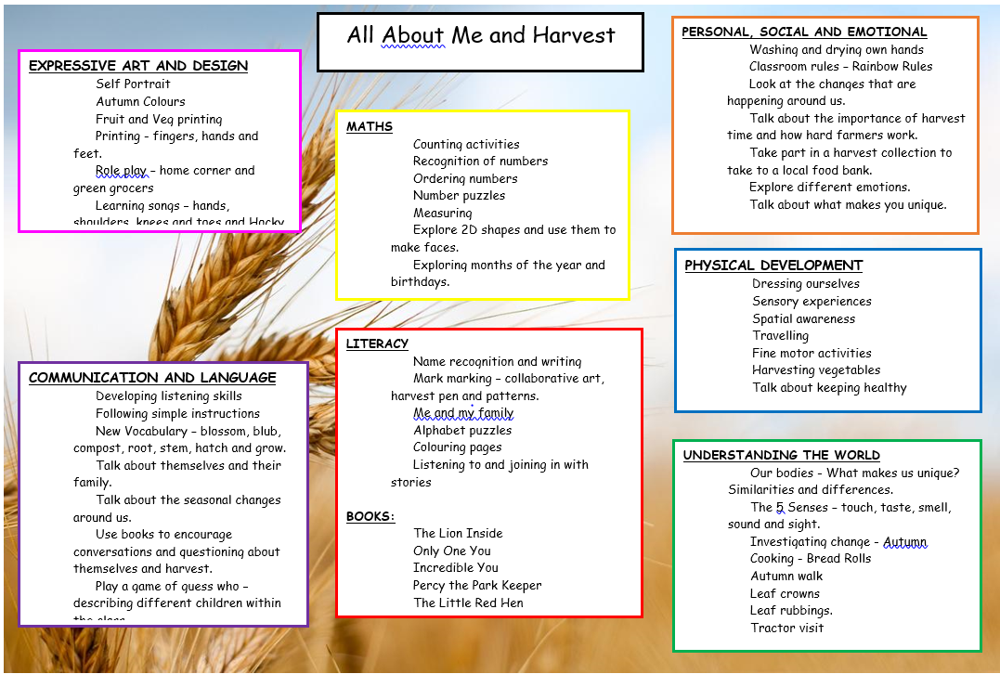 All About Me and Harvest
EXPRESSIVE ART AND DESIGN
Self Portrait
Autumn Colours
Fruit and Veg printing
Printing – fingers, hands and
feet.
Role play – home corner and
green grocers
Learning songs – hands,
shoulders, knees and toes and Hocky
COMMUNICATION AND LANGUAGE
Developing listening skills
Following simple instructions
New Vocabulary – blossom, blub,
compost, root, stem, hatch and grow.
Talk about themselves and their
family.
Talk about the seasonal changes
around us.
Use books to encourage
conversations and questioning about
themselves and harvest.
Play a game of guess who –
describing different children within
the class
MATHS
Counting activities
Recognition of numbers
Ordering numbers
Number puzzles
Measuring
Explore 2D shapes and use them to
make faces.
Exploring months of the year and
birthdays.
LITERACY
Name recognition and writing
Mark marking – collaborative art,
harvest pen and patterns.
Me and my family
Alphabet puzzles
Colouring pages
Listening to and joining in with
stories
BOOKS:
The Lion Inside
Only One You
Incredible You
Percy the Park Keeper
The Little Red Hen
PERSONAL, SOCIAL AND EMOTIONAL
Washing and drying own hands
Classroom rules – Rainbow Rules
Look at the changes that are
happening around us.
Talk about the importance of harvest
time and how hard farmers work.
Take part in a harvest collection to
take to a local food bank.
Explore different emotions.
Talk about what makes you unique.
PHYSICAL DEVELOPMENT
Dressing ourselves
Sensory experiences
Spatial awareness
Travelling
Fine motor activities
Harvesting vegetables
Talk about keeping healthy
UNDERSTANDING THE WORLD
Our bodies - What makes us unique?
Similarities and differences.
The 5 Senses – touch, taste, smell,
sound and sight.
Investigating change - Autumn
Cooking - Bread Rolls
Autumn walk
Leaf crowns
Leaf rubbings.
Tractor visit